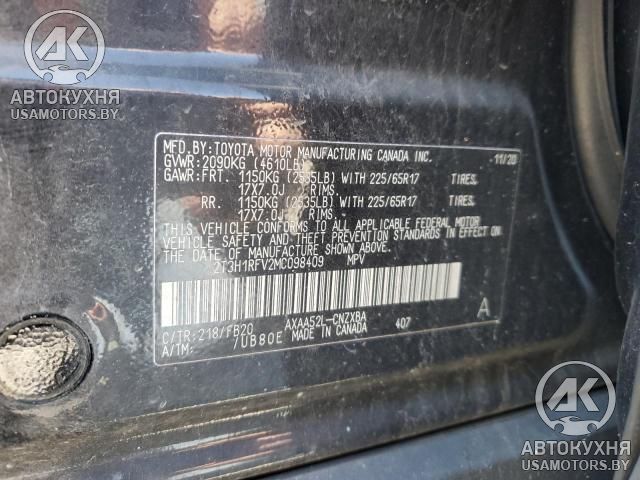 АК
АВТОКУХНЯ
USAMOTORS.BY
MFD.BY:TOYOTA MOTOR MANUFACTURING CANADA INC. 11/20
GVWR:2090KG (4610LB)
GAWR:FRT. 1150KG (2535LB) WITH 225/65R17 TIRES.
17X7.0J RIMS.
RR. 1150KG (2535LB) WITH 225/65R17 TIRES.
17X7.0J RIMS.
THIS VEHICLE CONFORMS TO ALL APPLICABLE FEDERAL MOTOR
VEHICLE SAFETY AND THEFT PREVENTION STANDARDS IN EFFECT
ON THE DATE OF MANUFACTURE SHOWN ABOVE.
2T3H1RFV2MC098409 MPV
A
C/TR:218/FB20 AXAA52L-CNZXBA
A/TM: /UB80E MADE IN CANADA 407
АК
АВТОКУХНЯ
USAMOTORS.BY